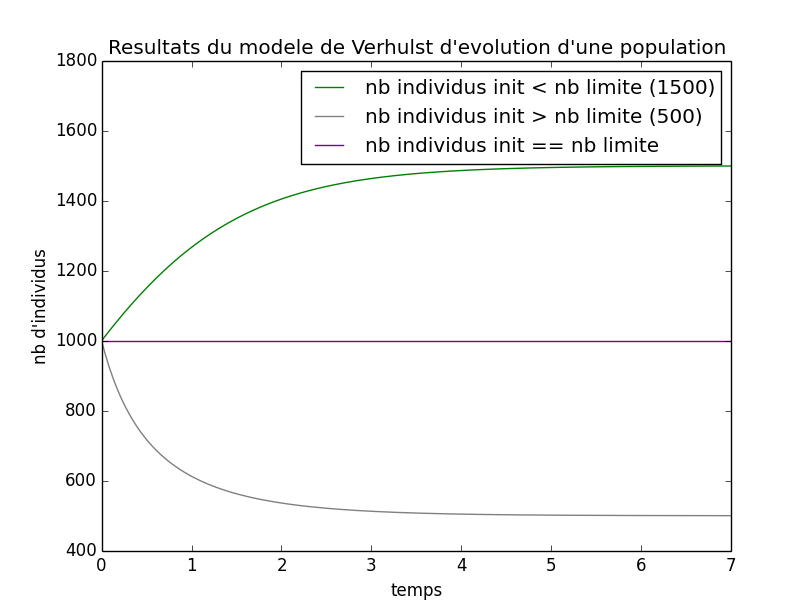 Resultats du modele de Verhulst d'evolution d'une population
nb individus init < nb limite (1500)
nb individus init > nb limite (500)
nb individus init == nb limite
1800
1600
1400
1200
1000
800
600
400
nb d'individus
0 1 2 3 4 5 6 7
temps